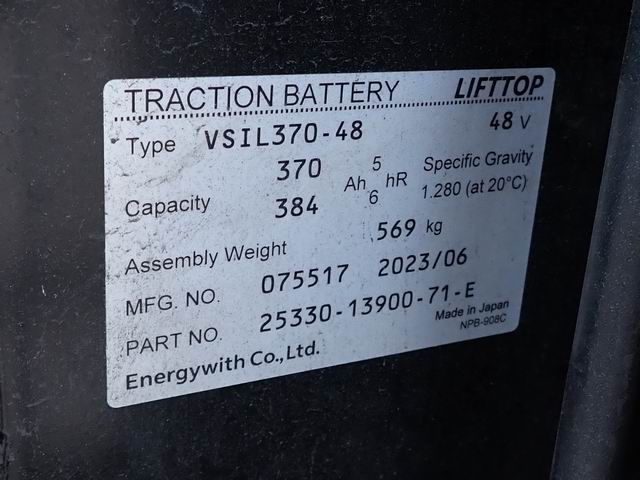 TRACTION BATTERY LIFTTOP
Type VSIL370-48 48 V
Capacity 370 Ah 5 hR Specific Gravity
384 6 1.280 (at 20°C)
Assembly Weight 569 kg
MFG. NO. 075517 2023/06
PART NO. 25330-13900-71-E
Energywith Co.,Ltd. Made in Japan
NPB-908C